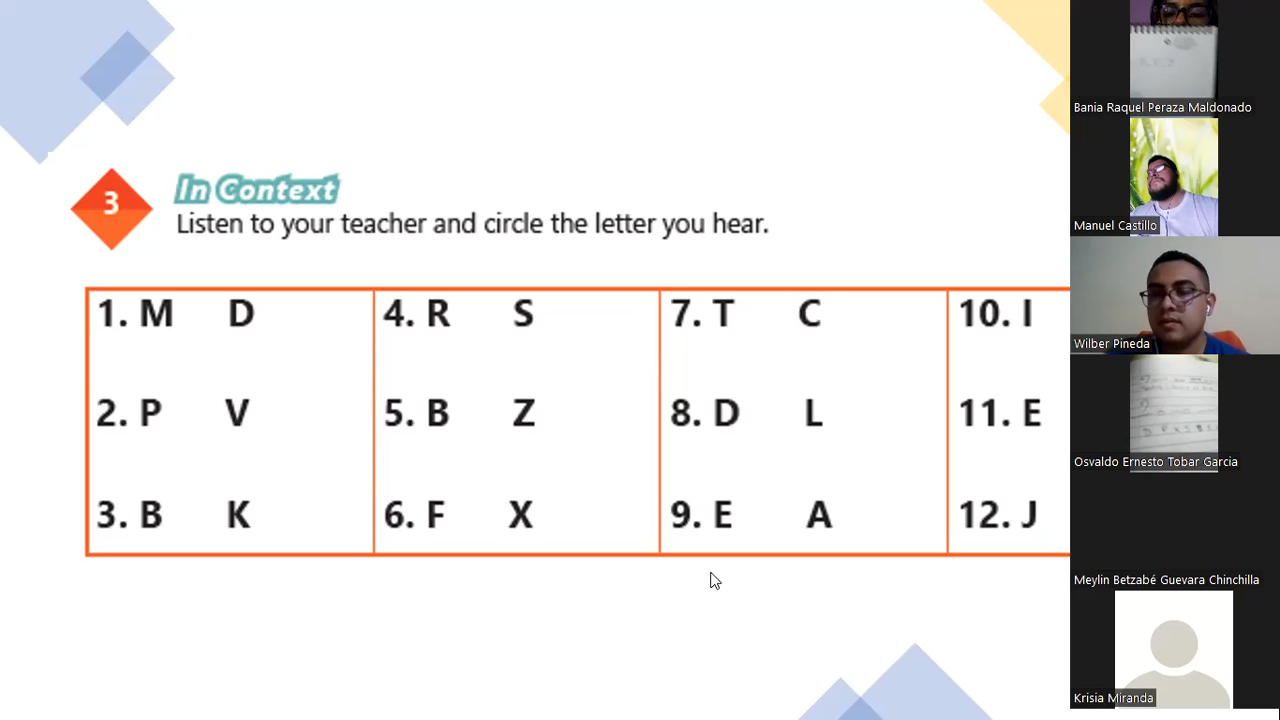 3
In Context
Listen to your teacher and circle the letter you hear.
1. M D
4. R S
7. T C
10. I
2. P V
5. B Z
8. D L
11. E
3. B K
6. F X
9. E A
12. J
Bania Raquel Peraza Maldonado
Manuel Castillo
Wilber Pineda
Osvaldo Ernesto Tobar Garcia
Meylin Betzabé Guevara Chinchilla
Krisia Miranda